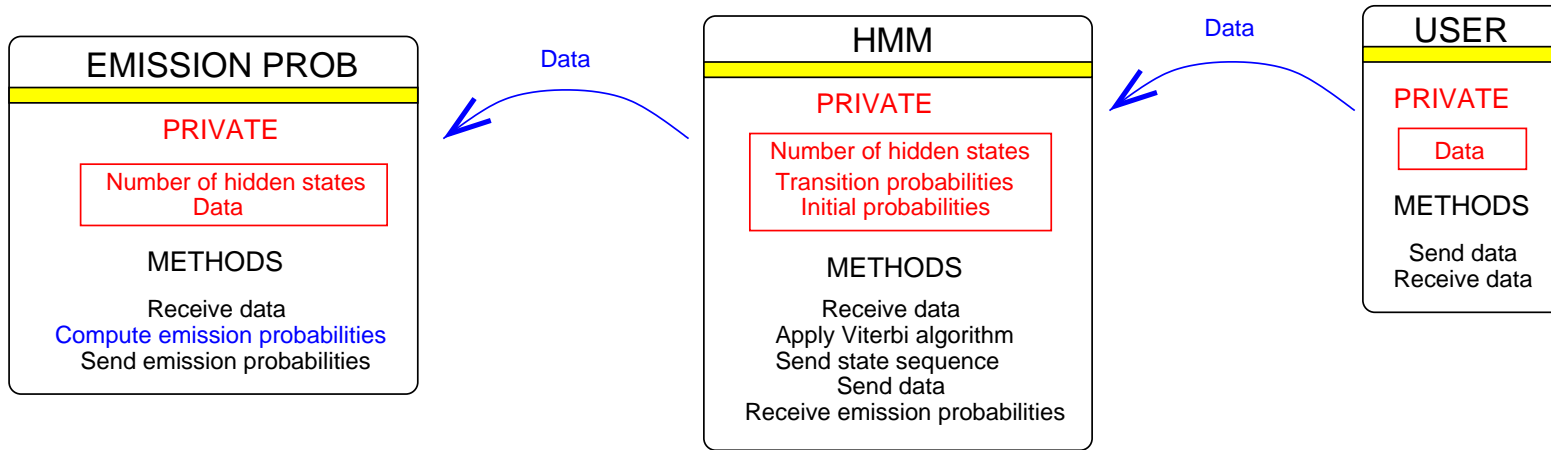 EMISSION PROB
PRIVATE
Number of hidden states
Data
METHODS
Receive data
Compute emission probabilities
Send emission probabilities
Data
HMM
PRIVATE
Number of hidden states
Transition probabilities
Initial probabilities
METHODS
Receive data
Apply Viterbi algorithm
Send state sequence
Send data
Receive emission probabilities
Data
USER
PRIVATE
Data
METHODS
Send data
Receive data